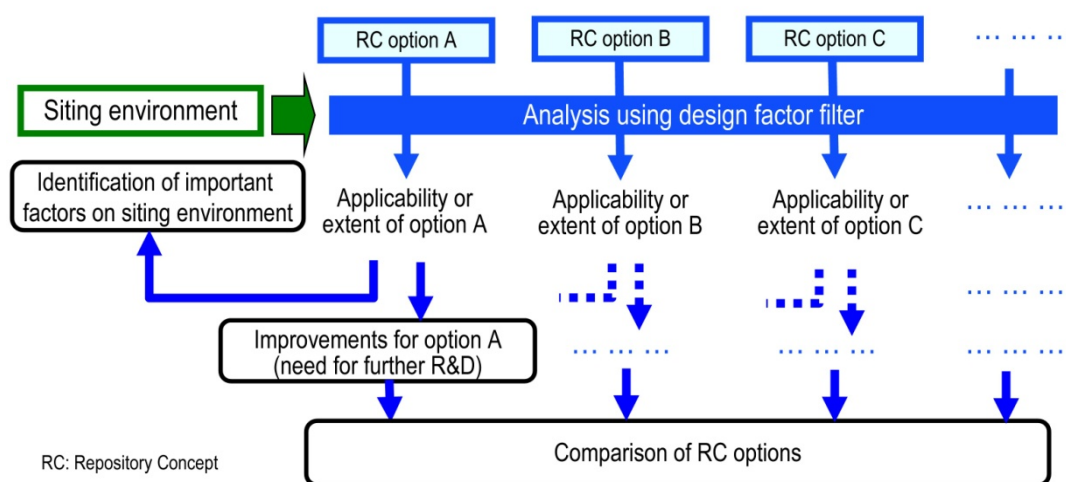 RC option A
RC option B
RC option C
... ... ..
Siting environment
Analysis using design factor filter
Identification of important
factors on siting environment
Applicability or
extent of option A
Applicability or
extent of option B
Applicability or
extent of option C
... ... ...
... ... ...
Improvements for option A
(need for further R&D)
... ... ...
... ... ...
... ... ...
Comparison of RC options
RC: Repository Concept